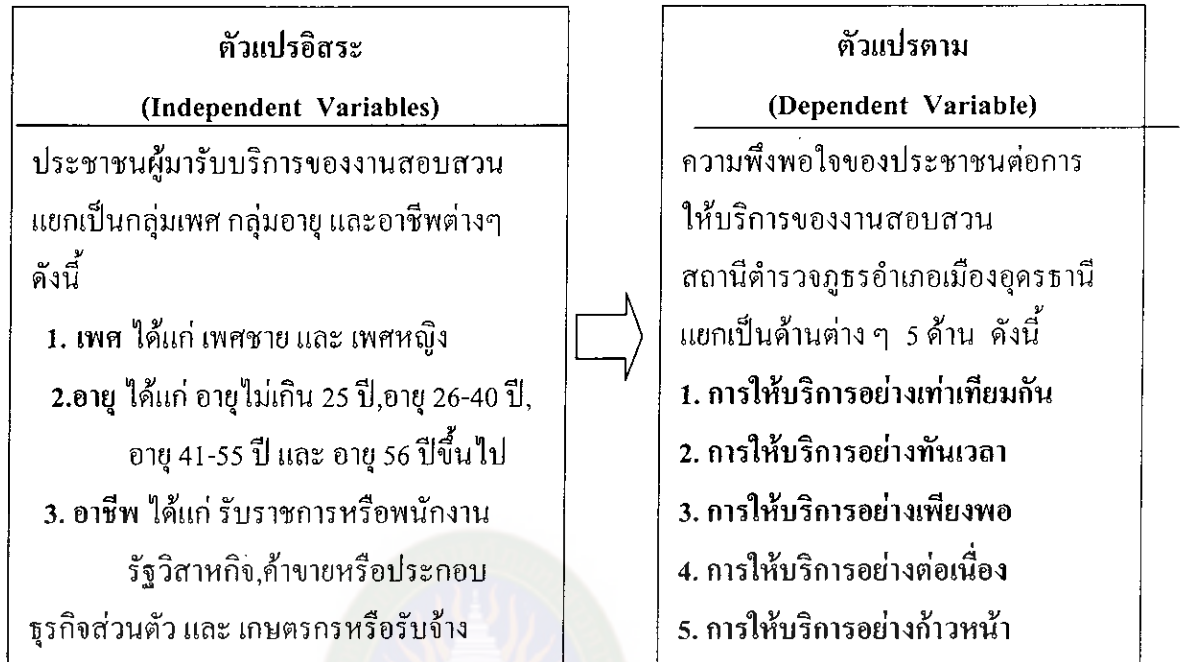 ตัวแปรอิสระ
(Independent Variables)
ประชาชนผู้มารับบริการของงานสอบสวน
แยกเป็นกลุ่มเพศ กลุ่มอายุ และอาชีพต่างๆ
ดังนี้
1. เพศ ได้แก่ เพศชาย และ เพศหญิง
2.อายุ ได้แก่ อายุไม่เกิน 25 ปี,อายุ 26-40 ปี,
อายุ 41-55 ปี และ อายุ 56 ปีขึ้นไป
3. อาชีพ ได้แก่ รับราชการหรือพนักงาน
รัฐวิสาหกิจ,ค้าขายหรือประกอบ
ธุรกิจส่วนตัว และ เกษตรกรหรือรับจ้าง
ตัวแปรตาม
(Dependent Variable)
ความพึงพอใจของประชาชนต่อการ
ให้บริการของงานสอบสวน
สถานีตำรวจภูธรอำเภอเมืองอุดรธานี
แยกเป็นด้านต่าง ๆ 5 ด้าน ดังนี้
1. การให้บริการอย่างเท่าเทียมกัน
2. การให้บริการอย่างทันเวลา
3. การให้บริการอย่างเพียงพอ
4. การให้บริการอย่างต่อเนื่อง
5. การให้บริการอย่างก้าวหน้า